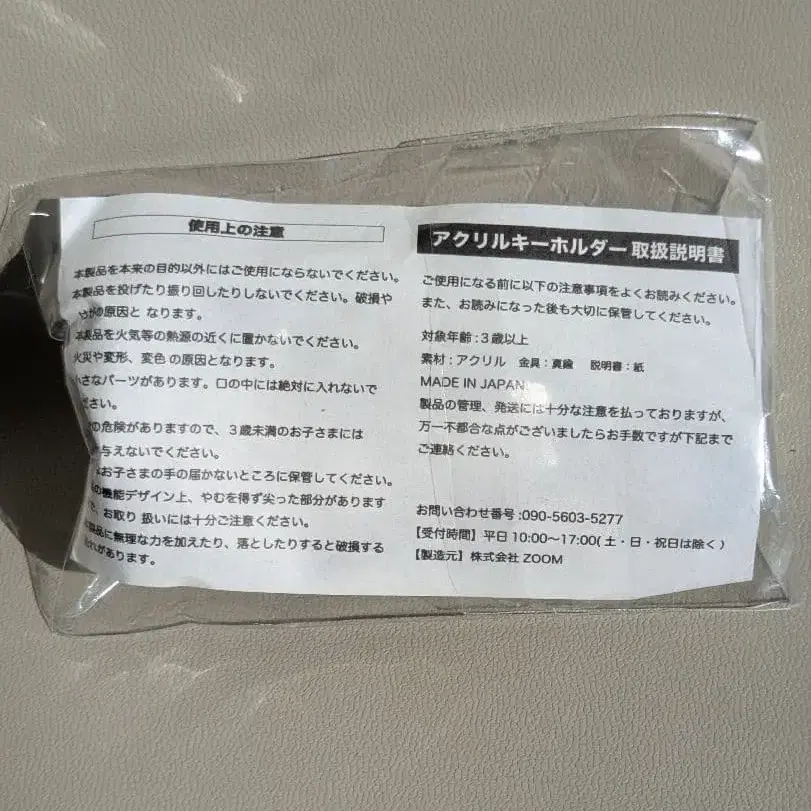 使用上の注意
本製品を本来の目的以外にはご使用にならないでください。
本製品を投げたり振り回したりしないでください。破損や
の原因と なります。
本製品を火気等の熱源の近くに置かないでください。
火災や変形、変色 の原因となります。
小さなパーツがあります。口の中には絶対に入れないで
ださい。
の危険がありますので、3歳未満のお子さまには
与えないでください。
お子さまの手の届かないところに保管してください。
の機能デザイン上、やむを得ず尖った部分があります
お取り 扱いには十分ご注意ください。
本製品に無理な力を加えたり、落としたりすると破損する
があります。
アクリルキーホルダー 取扱説明書
ご使用になる前に以下の注意事項をよくお読みください。
また、お読みになった後も大切に保管してください。
対象年齢:3歳以上
素材:アクリル 金具:真鍮 説明書:紙
MADE IN JAPAN
製品の管理、発送には十分な注意を払っておりますが、
万一不都合な点がございましたらお手数ですが下記まで
ご連絡ください。
お問い合わせ番号:090-5603-5277
【受付時間】平日 10:00〜17:00( 土・日・祝日は除く )
【製造元】株式会社 ZOOM